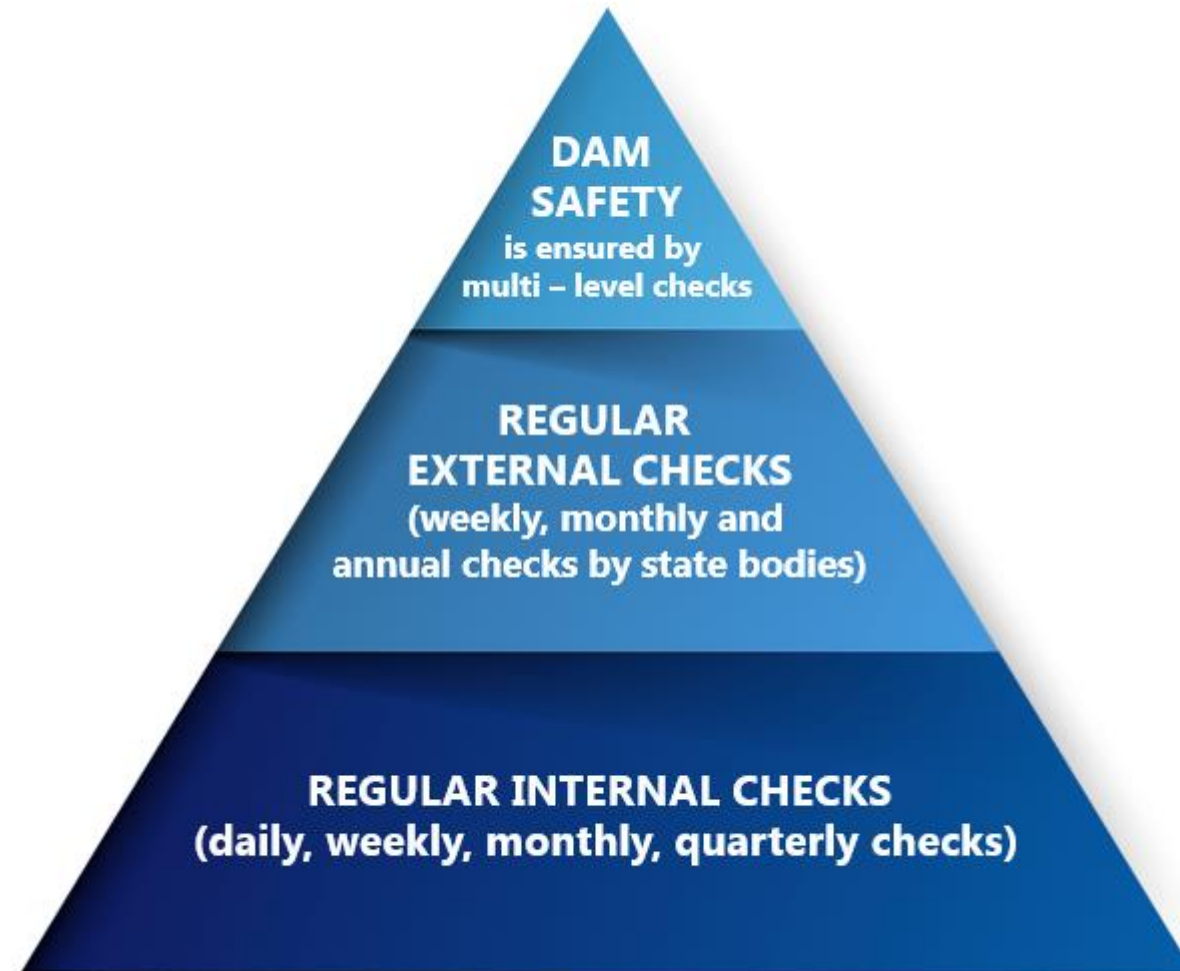 DAM
SAFETY
is ensured by
multi – level checks
REGULAR
EXTERNAL CHECKS
(weekly, monthly and
annual checks by state bodies)
REGULAR INTERNAL CHECKS
(daily, weekly, monthly, quarterly checks)